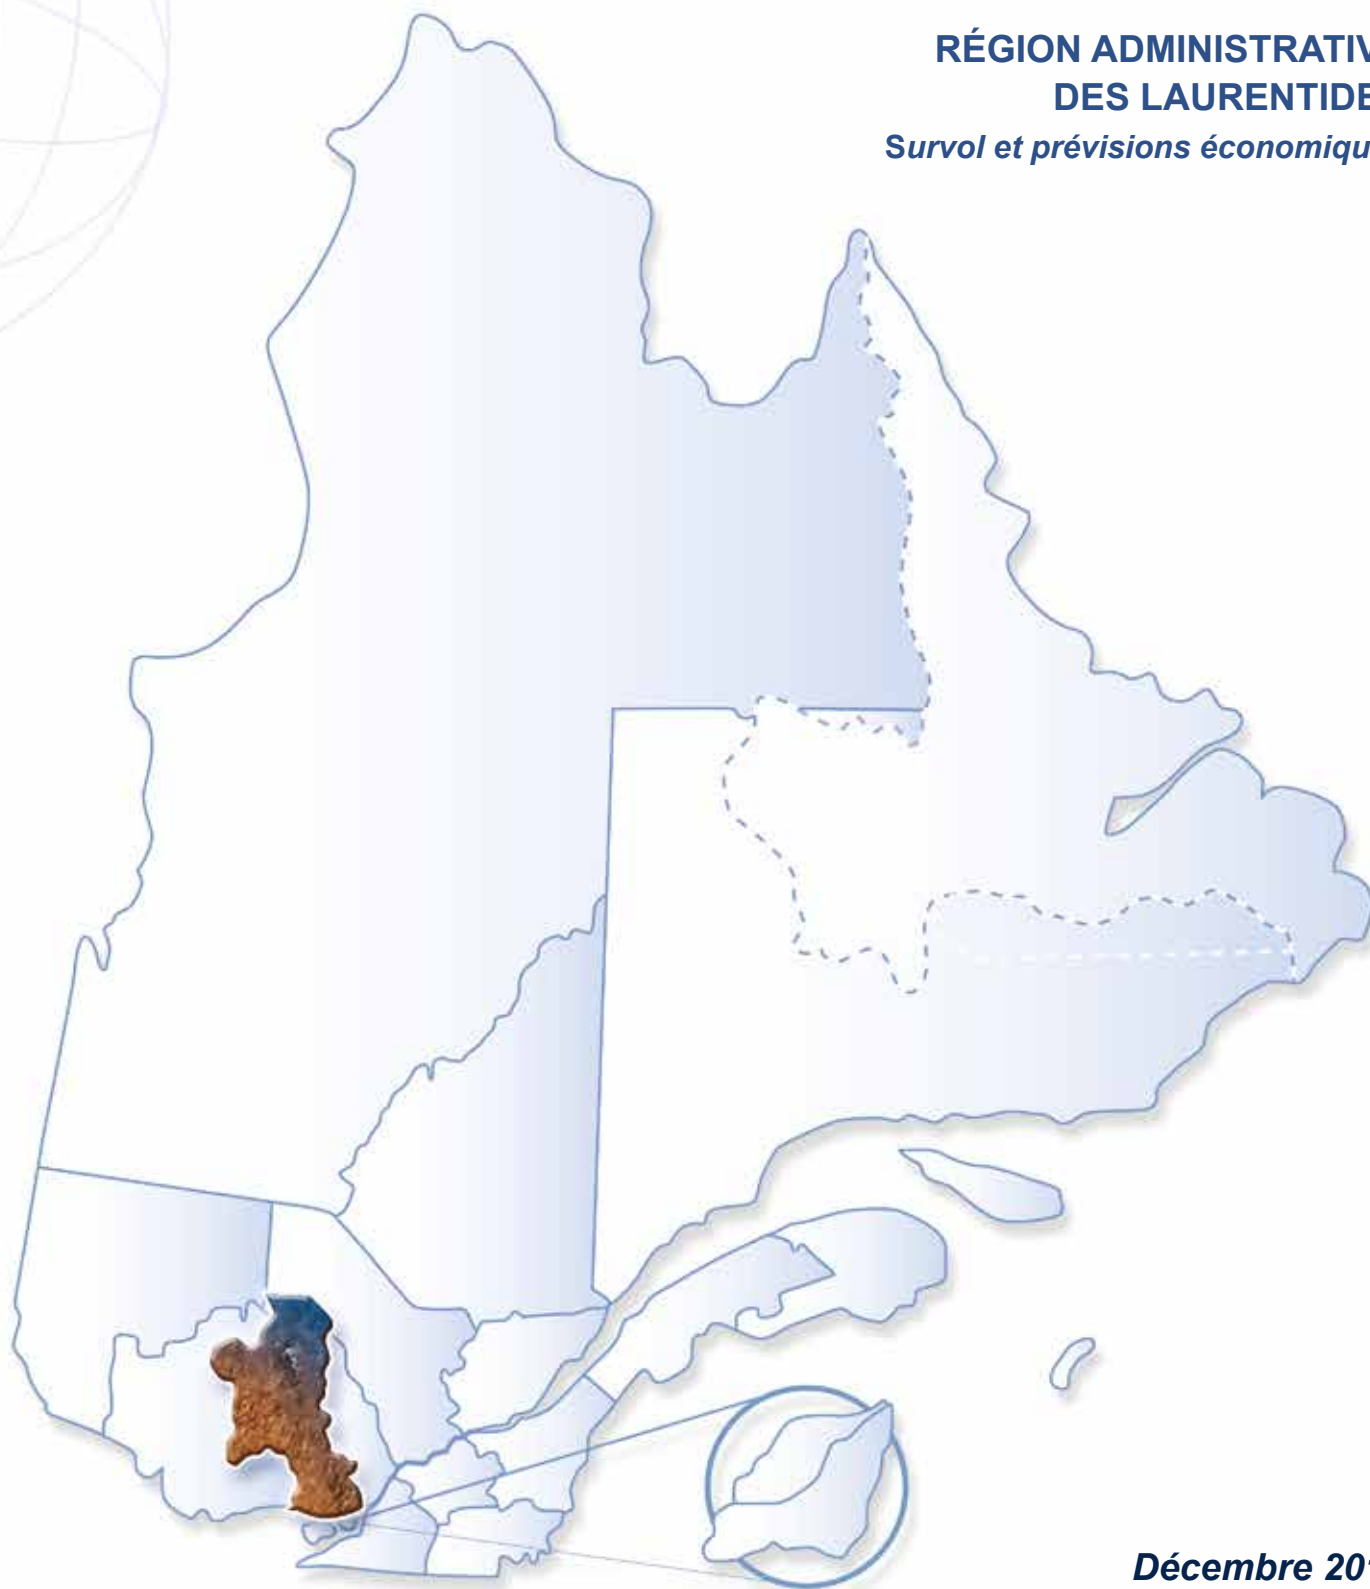 RÉGION ADMINISTRATIV
DES LAURENTIDE
Survol et prévisions économiqu
Décembre 20